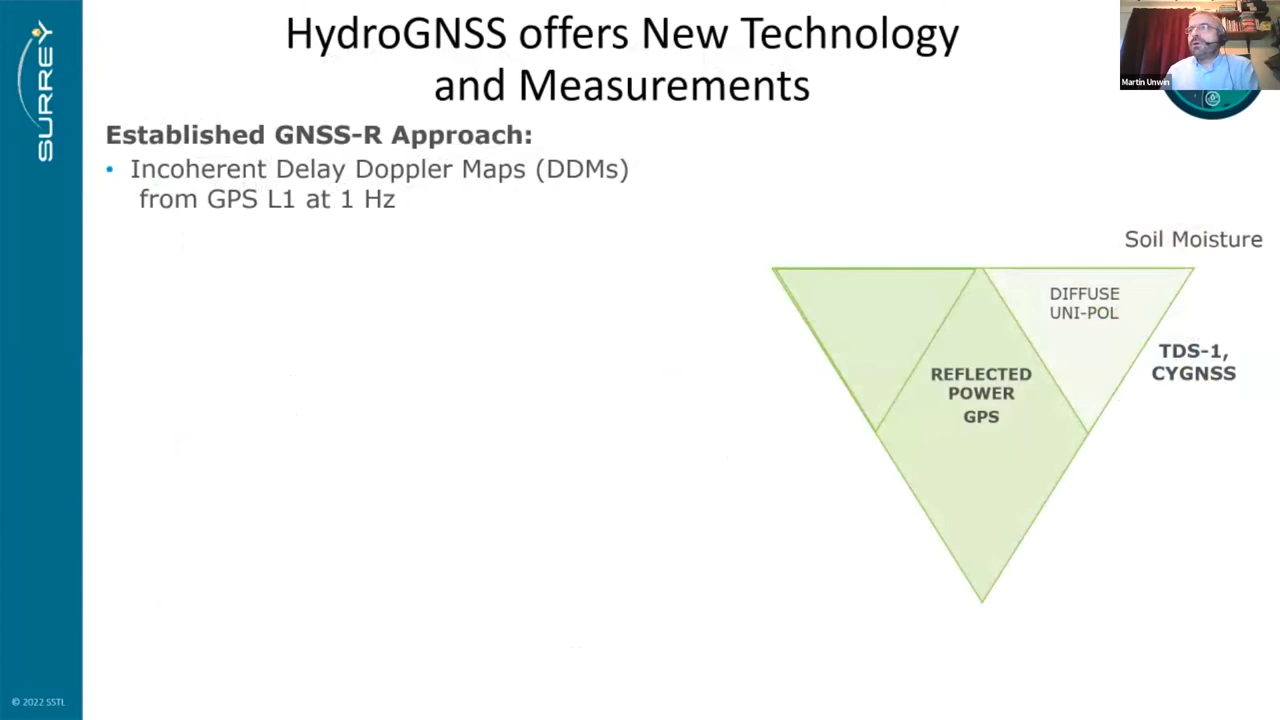 HydroGNSS offers New Technology
and Measurements
Martin Unwin
SURREY
Established GNSS-R Approach:
• Incoherent Delay Doppler Maps (DDMs)
from GPS L1 at 1 Hz
Soil Moisture
DIFFUSE
UNI-POL
TDS-1,
CYGNSS
REFLECTED
POWER
GPS
© 2022 SSTL